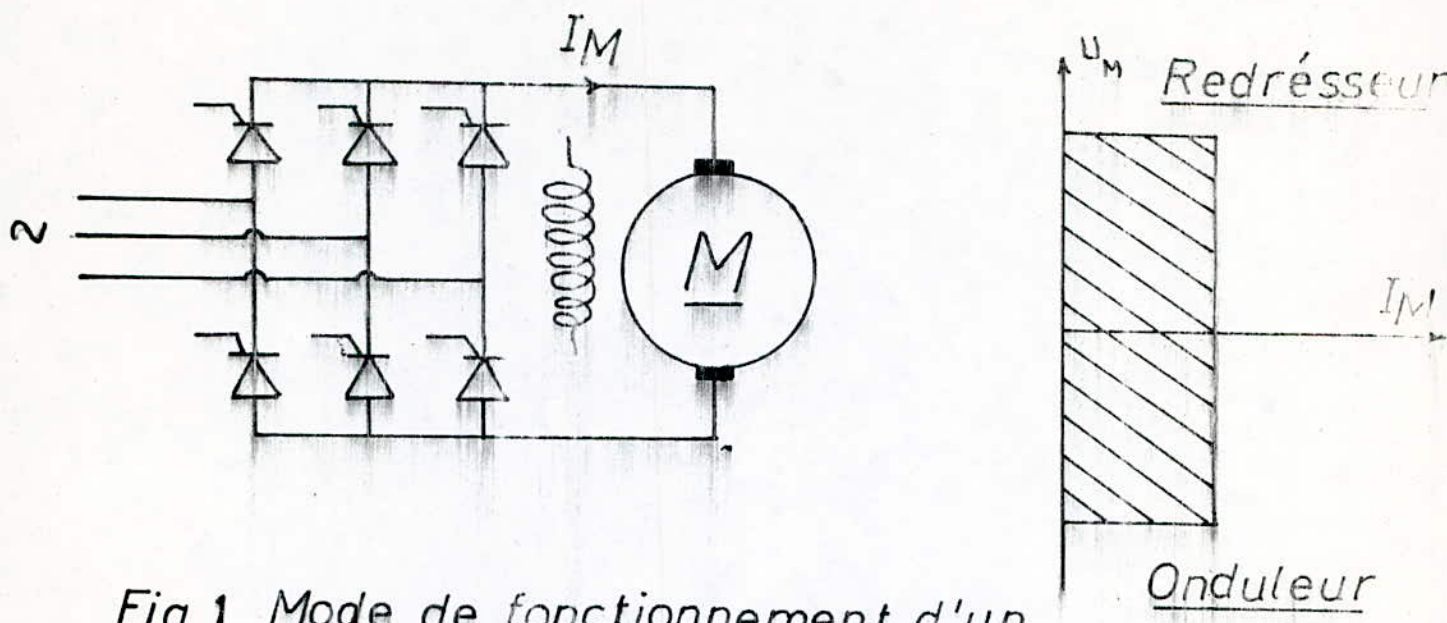 I_M
U_M
Redrésseur
~
M
I_M
Onduleur
Fig 1 Mode de fonctionnement d'un